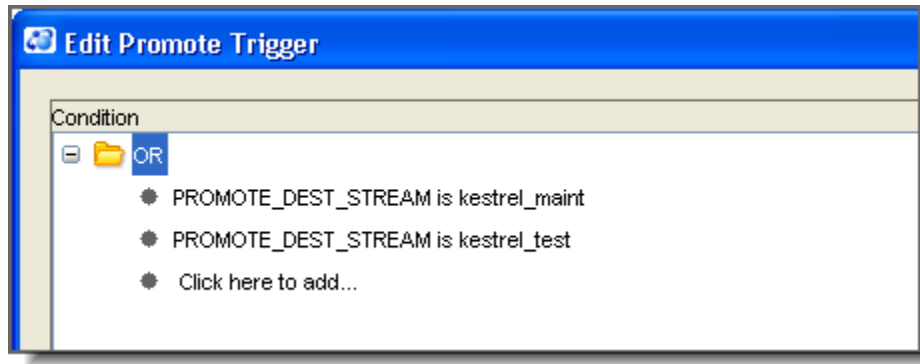 Edit Promote Trigger
Condition
OR
PROMOTE_DEST_STREAM is kestrel_maint
PROMOTE_DEST_STREAM is kestrel_test
Click here to add...